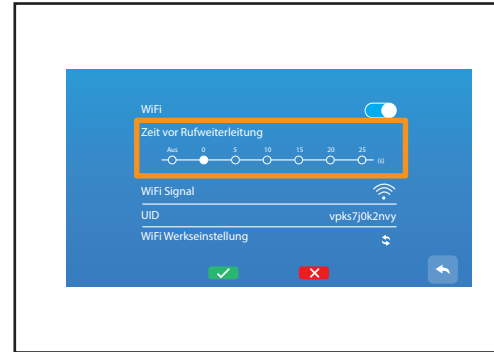 WiFi
Zeit vor Rufweiterleitung
Aus 0 5 10 15 20 25
(s)
WiFi Signal
UID vpks7j0k2nvy
WiFi Werkseinstellung